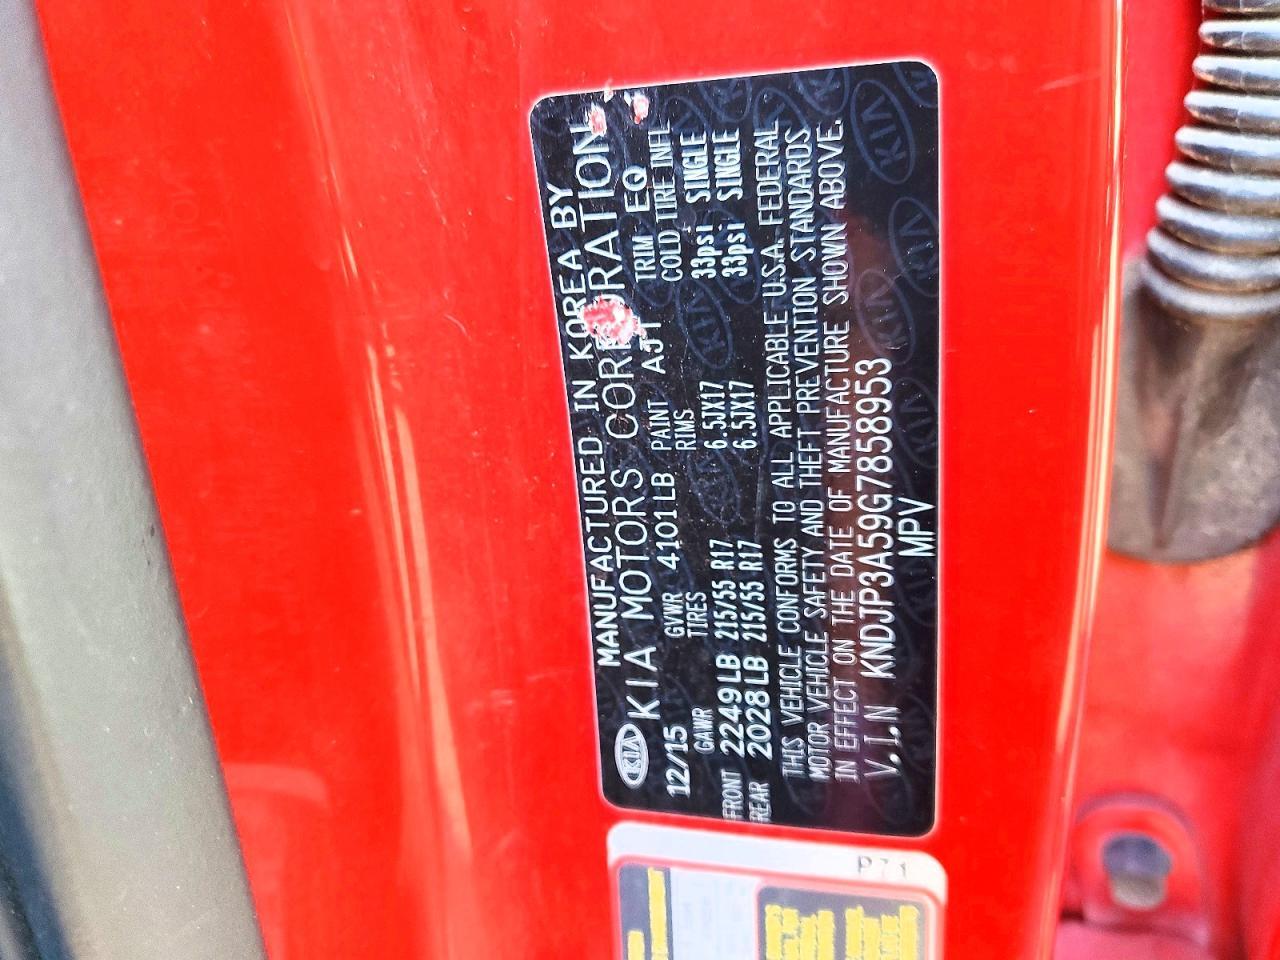 MANUFACTURED IN KOREA BY
KIA KIA MOTORS CORPORATION
12/15 GVWR 4101LB PAINT AJ1 TRIM EQ
GAWR TIRES RIMS COLD TIRE INFL
FRONT 2249LB 215/55 R17 6.5JX17 33psi SINGLE
REAR 2028LB 215/55 R17 6.5JX17 33psi SINGLE
THIS VEHICLE CONFORMS TO ALL APPLICABLE U.S.A. FEDERAL
MOTOR VEHICLE SAFETY AND THEFT PREVENTION STANDARDS
IN EFFECT ON THE DATE OF MANUFACTURE SHOWN ABOVE.
V.I.N KNDJP3A59G7858953
MPV
P71